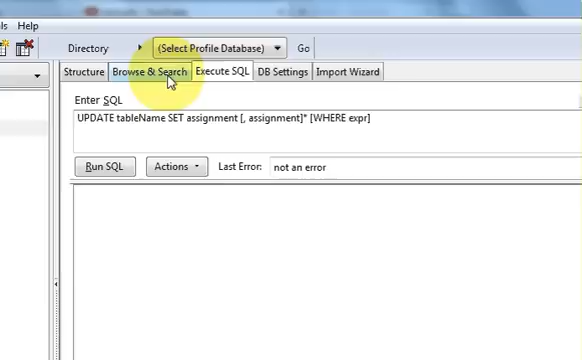 ls Help
Directory (Select Profile Database) Go
Structure Browse & Search Execute SQL DB Settings Import Wizard
Enter SQL
UPDATE tableName SET assignment [, assignment]* [WHERE expr]
Run SQL Actions Last Error: not an error